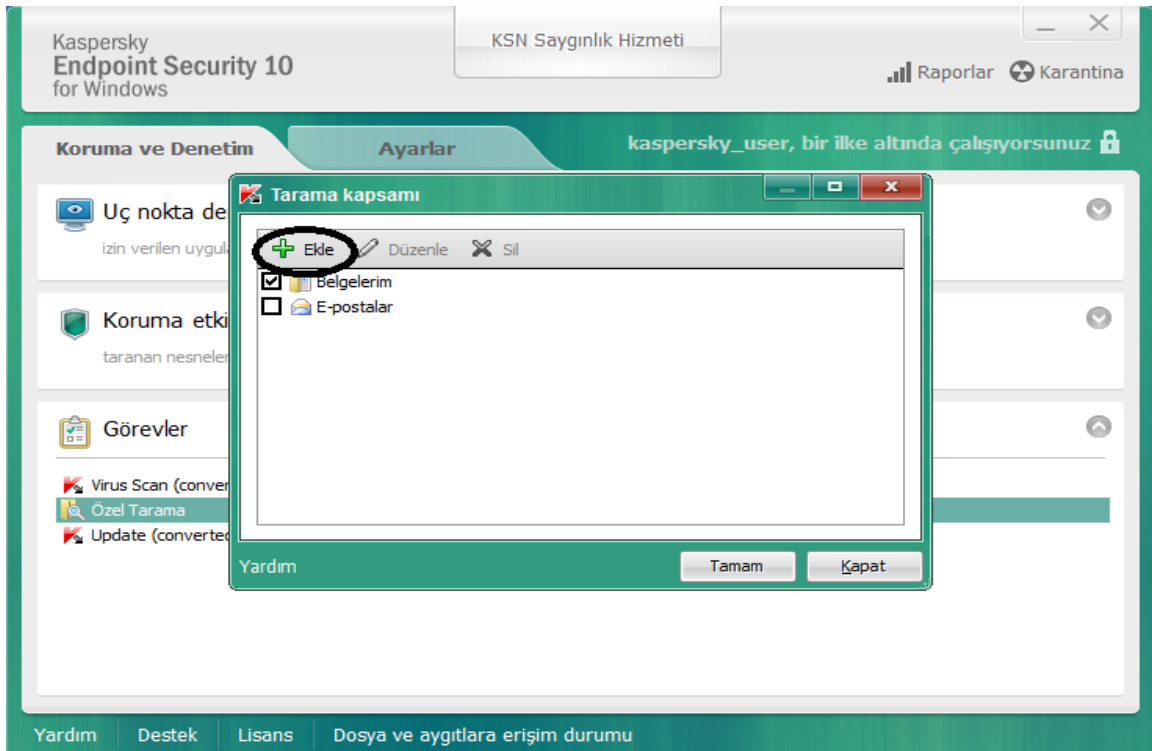 Kaspersky
Endpoint Security 10
for Windows
KSN Saygınlık Hizmeti
Raporlar
Karantina
Koruma ve Denetim
Ayarlar
kaspersky_user, bir ilke altında çalışıyorsunuz
Uç nokta de
izin verilen uygul
Tarama kapsamı
Ekle
Düzenle
Sil
Belgelerim
E-postalar
Koruma etki
taranan nesneler
Görevler
Virus Scan (conver
Özel Tarama
Update (converted
Yardım
Tamam
Kapat
Yardım
Destek
Lisans
Dosya ve aygıtlara erişim durumu